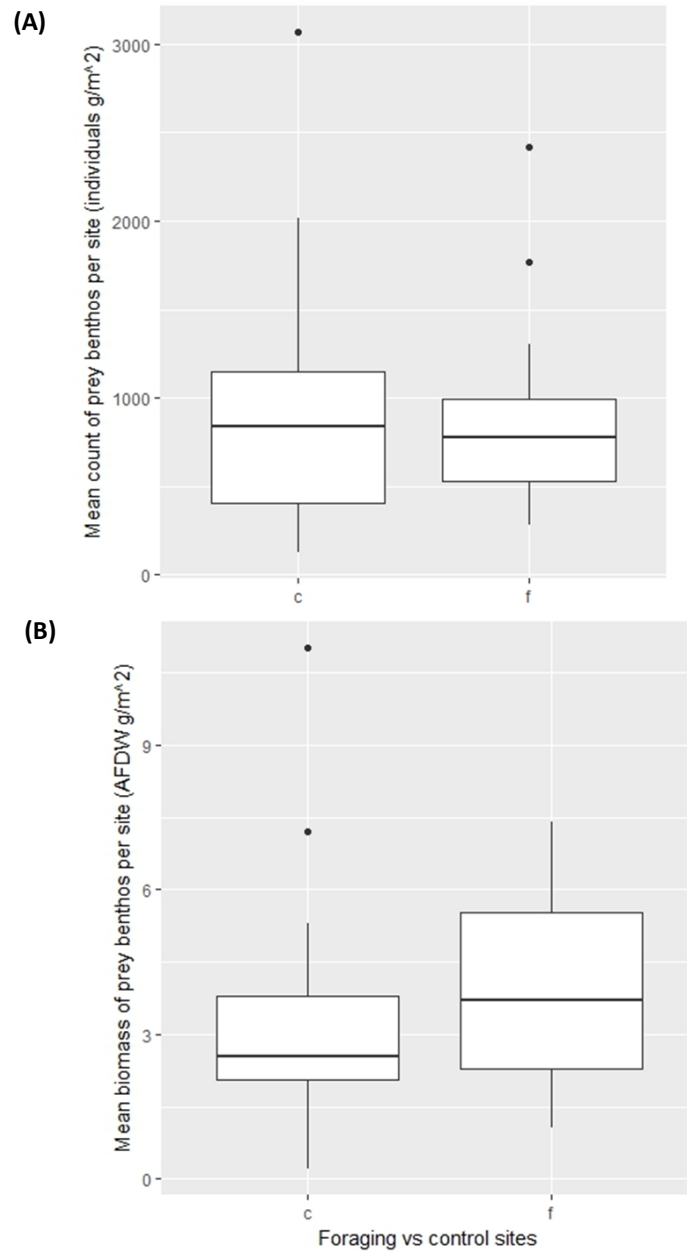 (A)
Mean count of prey benthos per site (individuals g/m^2)
3000
2000
1000
0
c f
(B)
Mean biomass of prey benthos per site (AFDW g/m^2)
9
6
3
0
c f
Foraging vs control sites